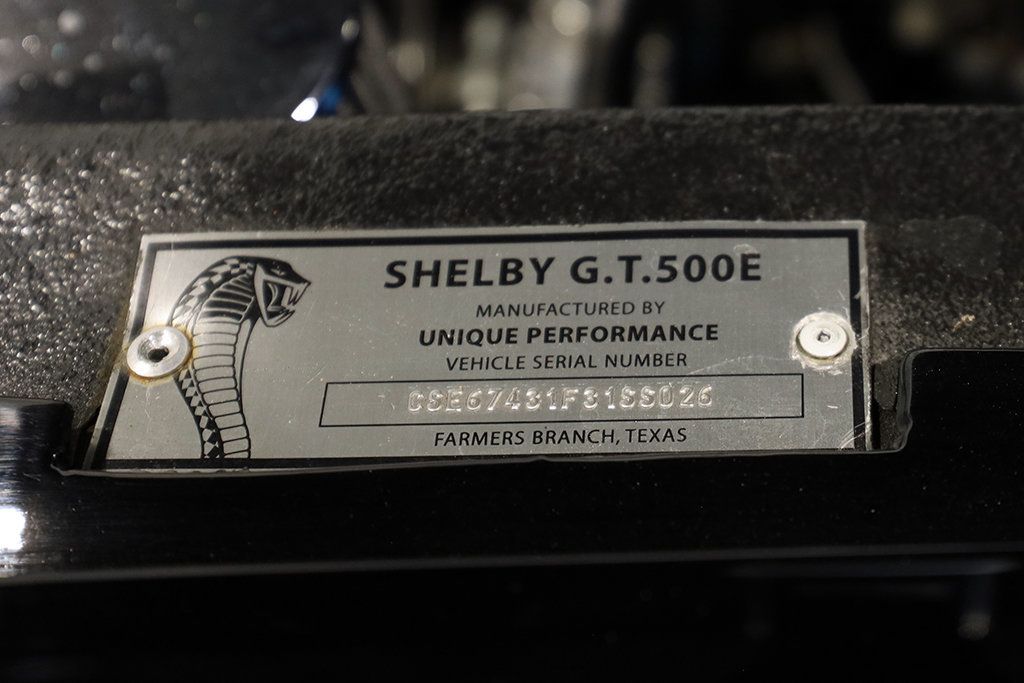 SHELBY G.T.500E
MANUFACTURED BY
UNIQUE PERFORMANCE
VEHICLE SERIAL NUMBER
CSE67431F31SS026
FARMERS BRANCH, TEXAS